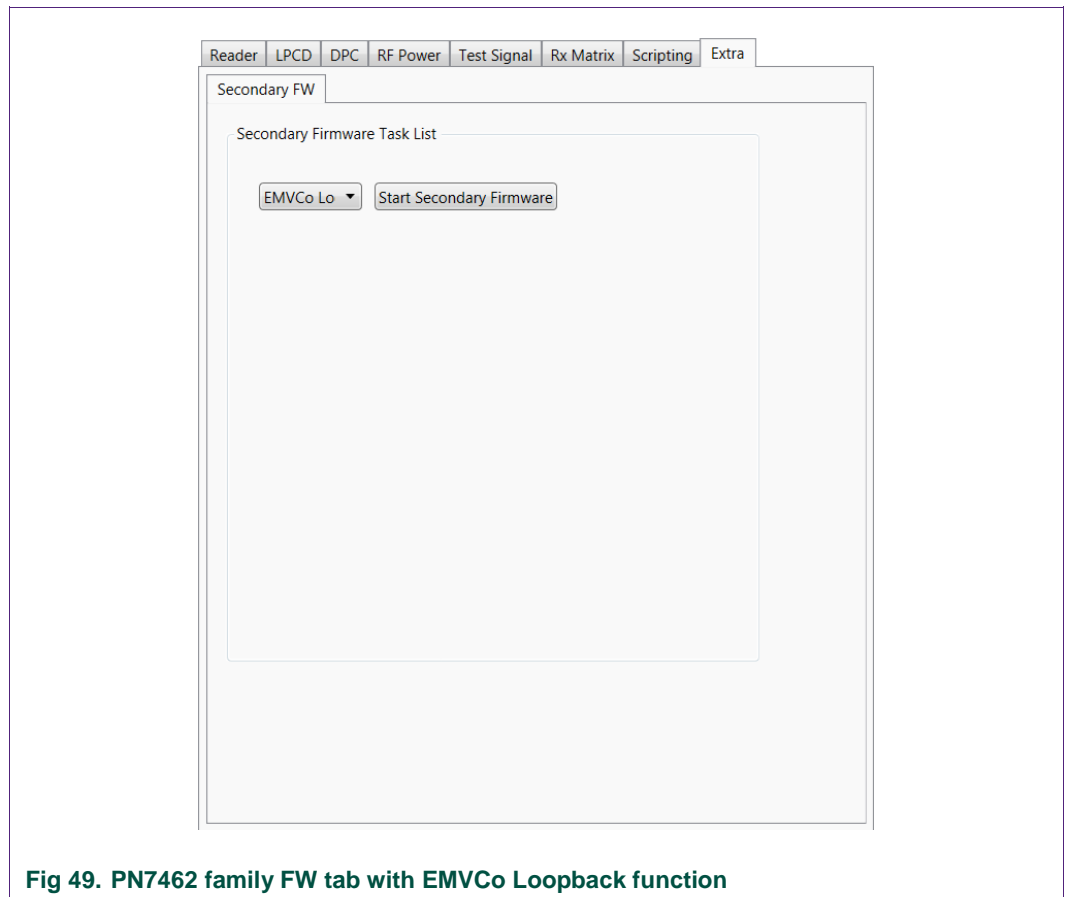 Reader LPCD DPC RF Power Test Signal Rx Matrix Scripting Extra
Secondary FW
Secondary Firmware Task List
EMVCo Lo Start Secondary Firmware
Fig 49. PN7462 family FW tab with EMVCo Loopback function